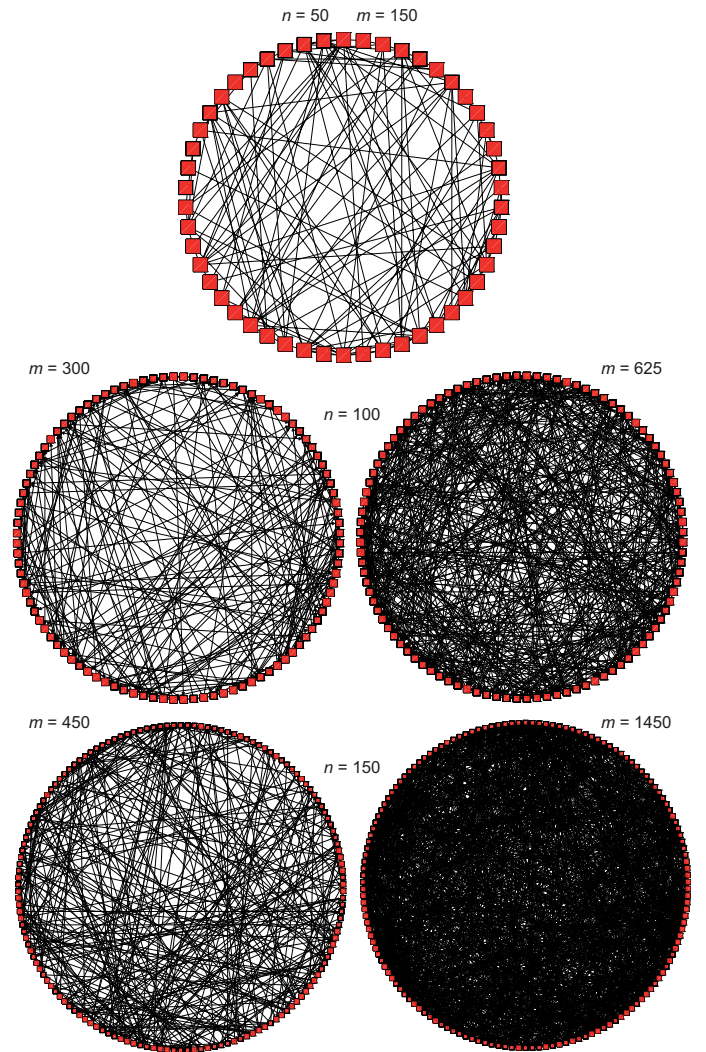 n = 50 m = 150
m = 300 m = 625
n = 100
m = 450 m = 1450
n = 150